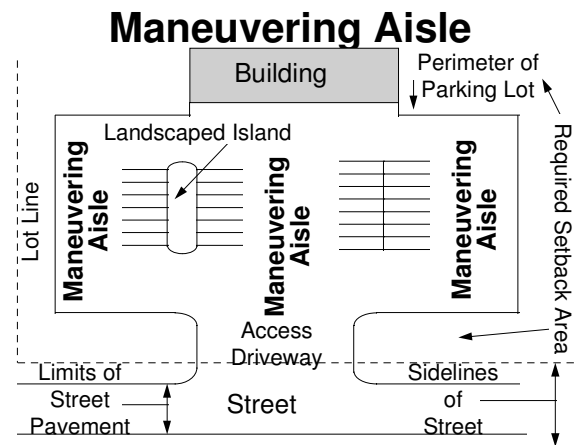 Maneuvering Aisle
Building
Perimeter of
Parking Lot
Landscaped Island
Lot Line
Maneuvering
Aisle
Maneuvering
Aisle
Maneuvering
Aisle
Required Setback Area
Access
Driveway
Limits of
Street
Pavement
Street
Sidelines
of
Street